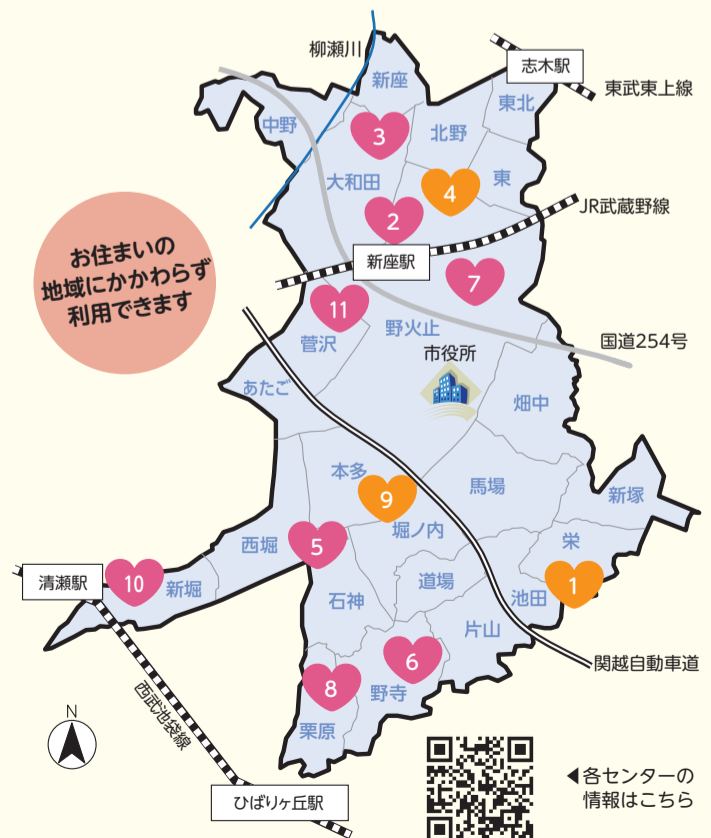 柳瀬川
新座
志木駅
東武東上線
中野
3
北野
東北
大和田
4
東
2
JR武蔵野線
お住まいの
地域にかかわらず
利用できます
新座駅
7
11
野火止
国道254号
菅沢
市役所
あたご
畑中
本多
馬場
新塚
9
西堀
5
堀ノ内
栄
清瀬駅
10
新堀
石神
道場
池田
1
片山
6
関越自動車道
8
野寺
西武池袋線
栗原
N
ひばりヶ丘駅
◀各センターの
情報はこちら